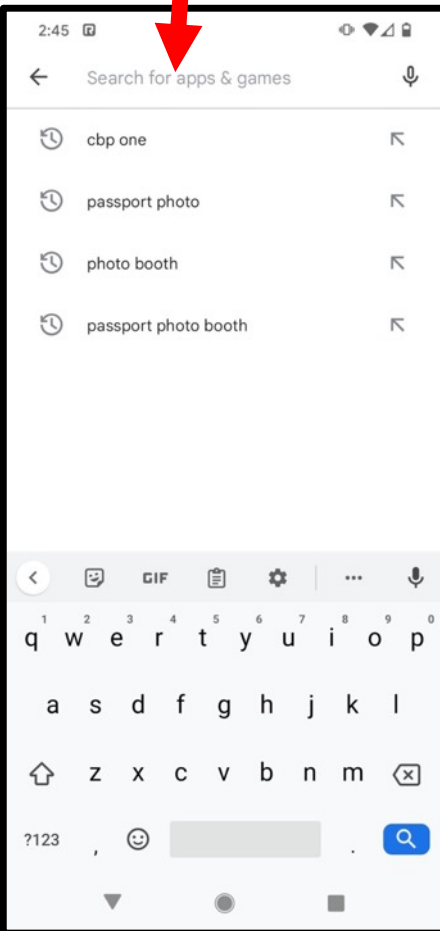 2:45
Search for apps & games
cbp one
passport photo
photo booth
passport photo booth
GIF
1 2 3 4 5 6 7 8 9 0
q w e r t y u i o p
a s d f g h j k l
z x c v b n m
?123 , .